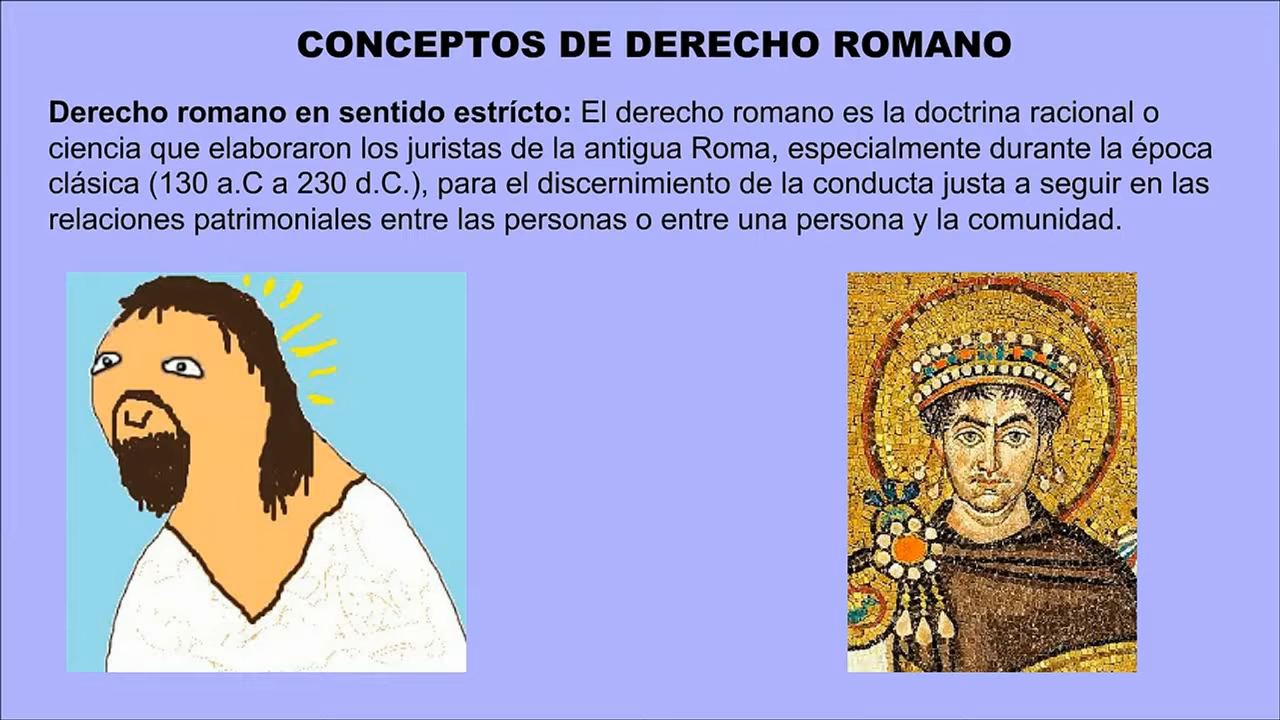 CONCEPTOS DE DERECHO ROMANO
Derecho romano en sentido estrícto: El derecho romano es la doctrina racional o
ciencia que elaboraron los juristas de la antigua Roma, especialmente durante la época
clásica (130 a.C a 230 d.C.), para el discernimiento de la conducta justa a seguir en las
relaciones patrimoniales entre las personas o entre una persona y la comunidad.